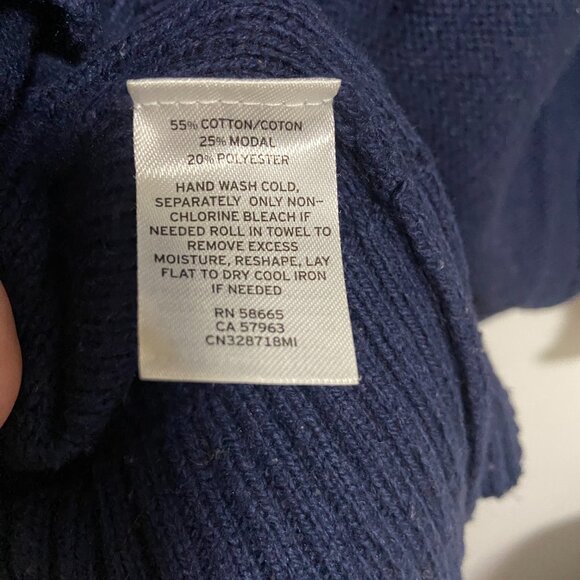 55% COTTON/COTON
25% MODAL
20% POLYESTER
HAND WASH COLD,
SEPARATELY ONLY NON-
CHLORINE BLEACH IF
NEEDED ROLL IN TOWEL TO
REMOVE EXCESS
MOISTURE, RESHAPE, LAY
FLAT TO DRY COOL IRON
IF NEEDED
RN 58665
CA 57963
CN328718MI